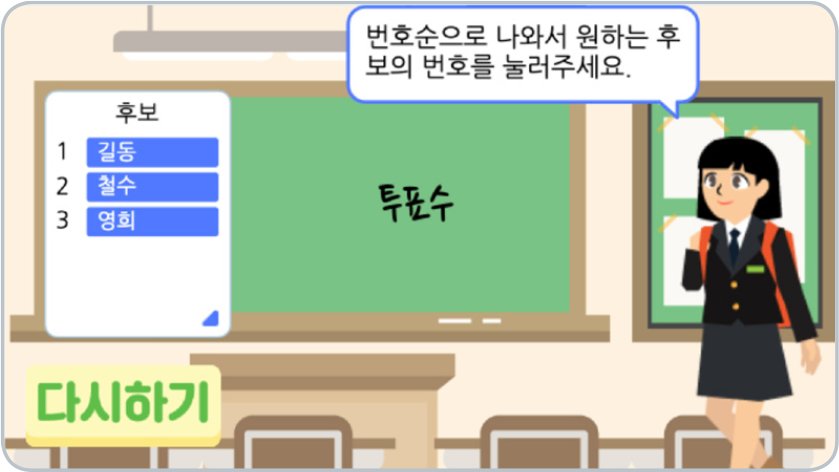 번호순으로 나와서 원하는 후
보의 번호를 눌러주세요.
후보
1 길동
2 철수
3 영희
투표수
다시하기